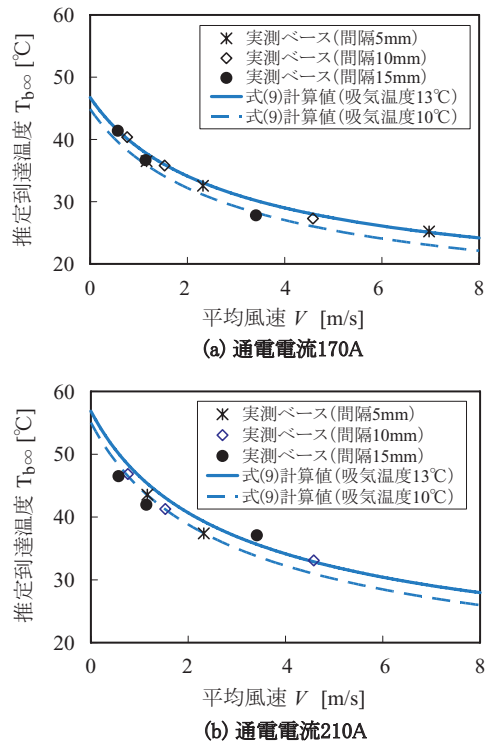 (a)
60
50
40
30
20
推定到達温度 Tb∞ [℃]
実測ベース(間隔5mm)
実測ベース(間隔10mm)
実測ベース(間隔15mm)
式(9)計算値(吸気温度13℃)
式(9)計算値(吸気温度10℃)
0 2 4 6 8
平均風速 V [m/s]
(a) 通電電流170A
60
50
40
30
20
推定到達温度 Tb∞ [℃]
実測ベース(間隔5mm)
実測ベース(間隔10mm)
実測ベース(間隔15mm)
式(9)計算値(吸気温度13℃)
式(9)計算値(吸気温度10℃)
0 2 4 6 8
平均風速 V [m/s]
(b) 通電電流210A